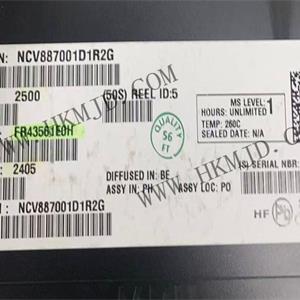 N: NCV887001D1R2G
2500
(50S) REEL ID:5
FR43561E0H
QUALITY
56
FT
MS LEVEL: 1
HOURS: UNLIMITED
TEMP: 260C
SEALED DATE: N/A
2405
DIFFUSED IN: BE
(S) SERIAL NBR:
ASSY IN: PH
ASSY LOC: PO
N NCV887001D1R2G
HF
Pb
WWW.HKMJD.COM
WWW.HKMJD.COM